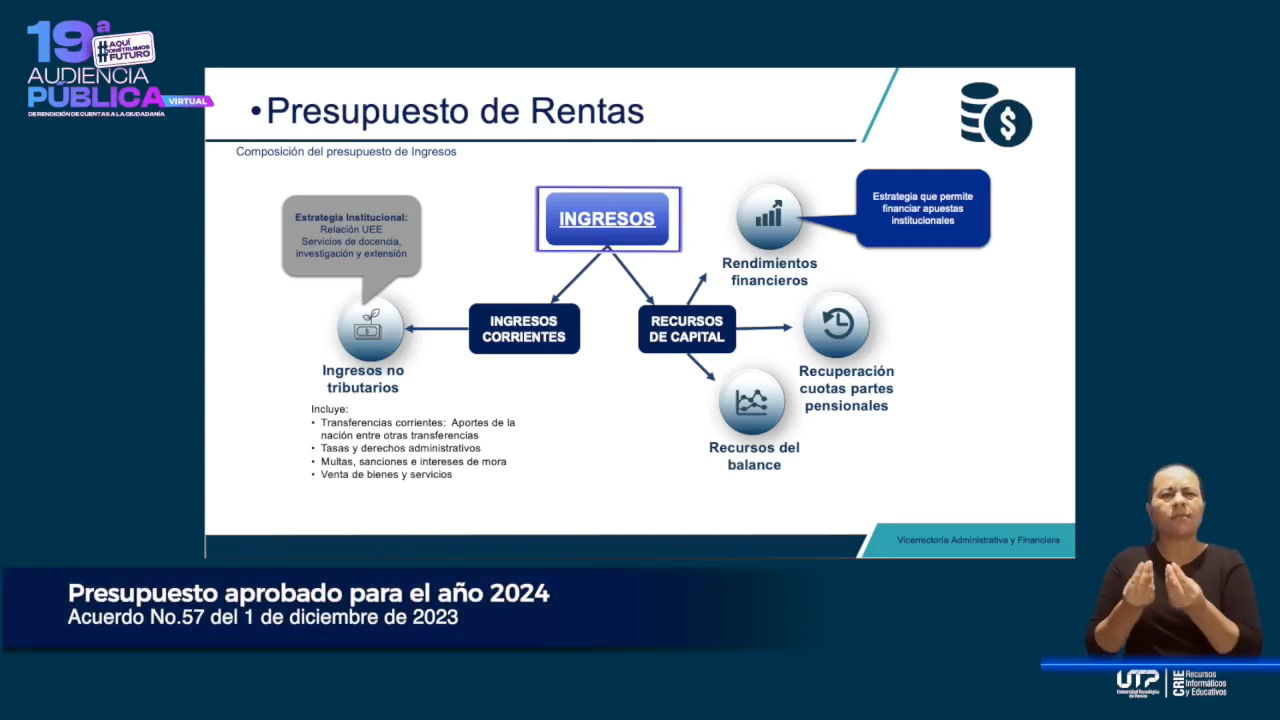 19ª
#AQUÍ
CONSTRUIMOS
FUTURO
AUDIENCIA
PÚBLICA
VIRTUAL
DE RENDICIÓN DE CUENTAS A LA CIUDADANÍA
•Presupuesto de Rentas
$
Composición del presupuesto de Ingresos
Estrategia Institucional:
Relación UEE
Servicios de docencia,
investigación y extensión
INGRESOS
Estrategia que permite
financiar apuestas
institucionales
Rendimientos
financieros
INGRESOS
CORRIENTES
RECURSOS
DE CAPITAL
$
Ingresos no
tributarios
Recuperación
cuotas partes
pensionales
Incluye:
• Transferencias corrientes: Aportes de la
nación entre otras transferencias
• Tasas y derechos administrativos
• Multas, sanciones e intereses de mora
• Venta de bienes y servicios
Recursos del
balance
Vicerrectoría Administrativa y Financiera
Presupuesto aprobado para el año 2024
Acuerdo No.57 del 1 de diciembre de 2023
UTP
Universidad Tecnológica
de Pereira
CRIE
Recursos
Informáticos
y Educativos